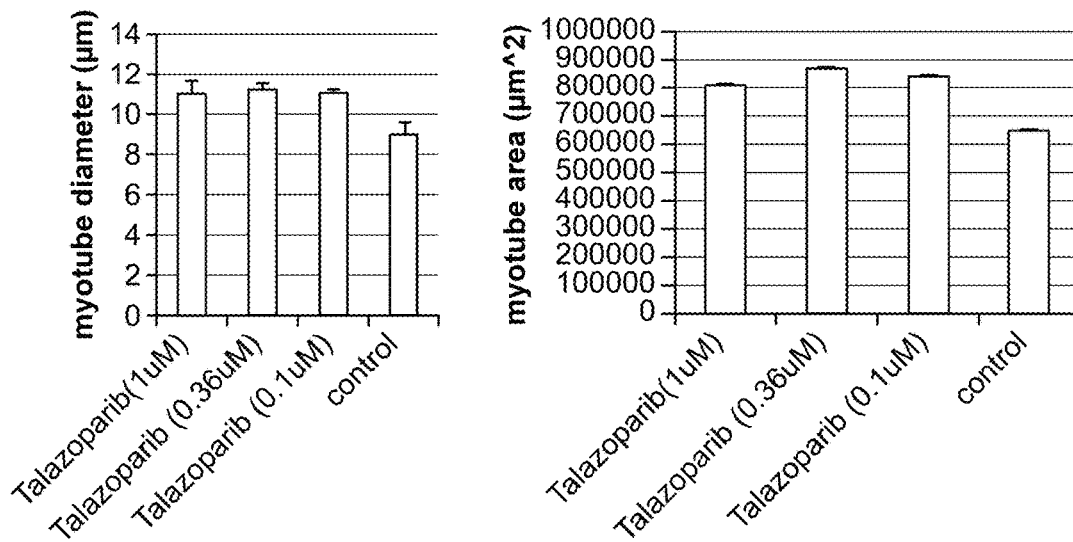 myotube diameter (µm)
14
12
10
8
6
4
2
0
Talazoparib(1uM)
Talazoparib (0.36uM)
Talazoparib (0.1uM)
control
myotube area (µm^2)
1000000
900000
800000
700000
600000
500000
400000
300000
200000
100000
0
Talazoparib(1uM)
Talazoparib (0.36uM)
Talazoparib (0.1uM)
control